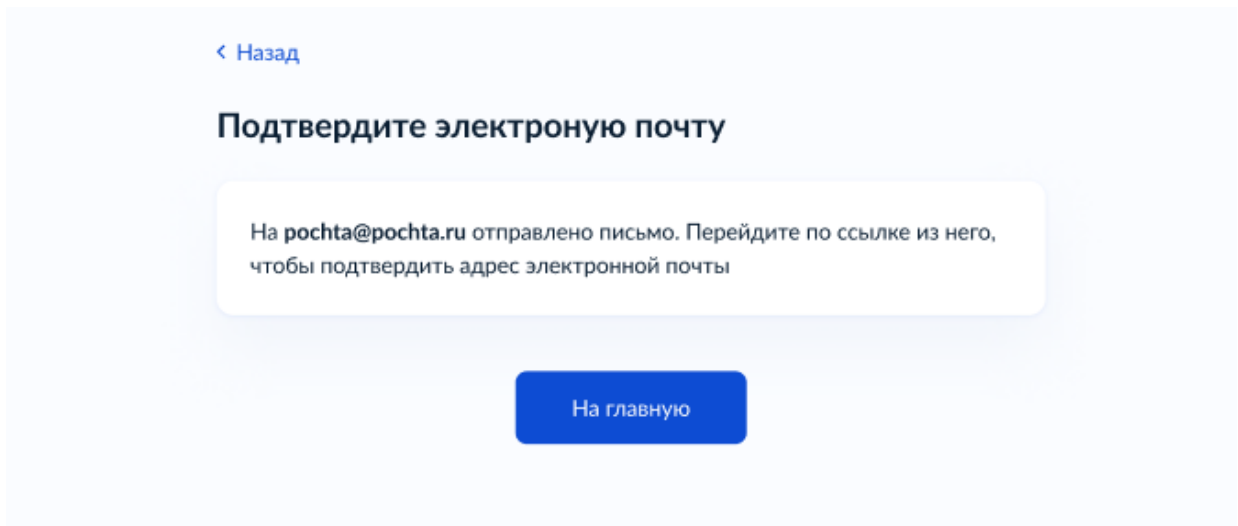 Назад
Подтвердите электроную почту
На pochta@pochta.ru отправлено письмо. Перейдите по ссылке из него,
чтобы подтвердить адрес электронной почты
На главную